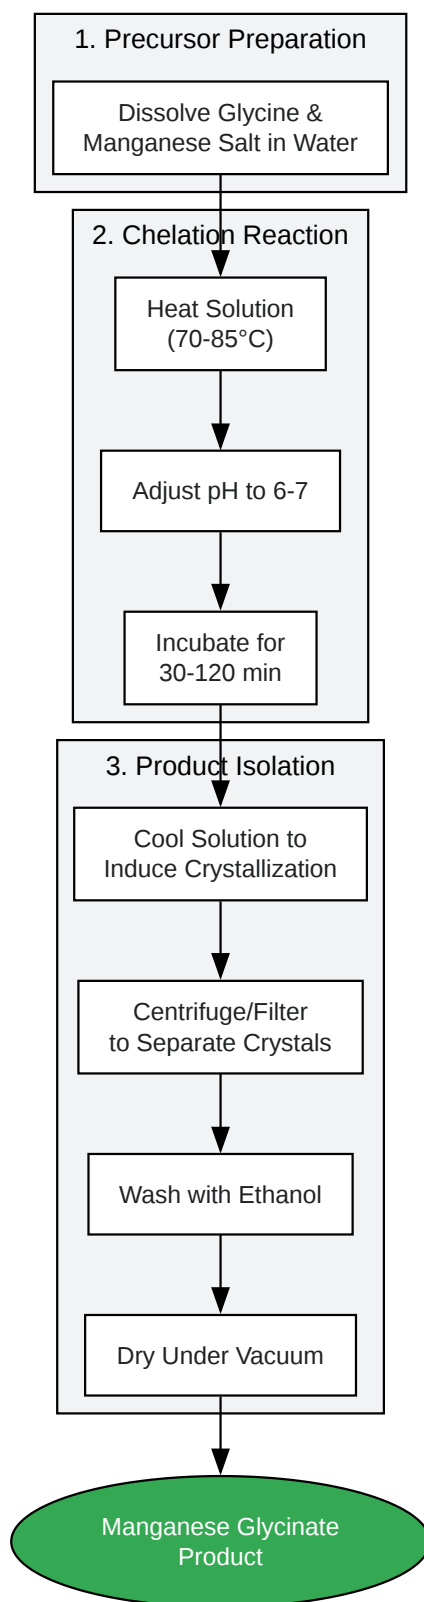 1. Precursor Preparation
Dissolve Glycine &
Manganese Salt in Water
2. Chelation Reaction
Heat Solution
(70-85°C)
Adjust pH to 6-7
Incubate for
30-120 min
3. Product Isolation
Cool Solution to
Induce Crystallization
Centrifuge/Filter
to Separate Crystals
Wash with Ethanol
Dry Under Vacuum
Manganese Glycinate
Product